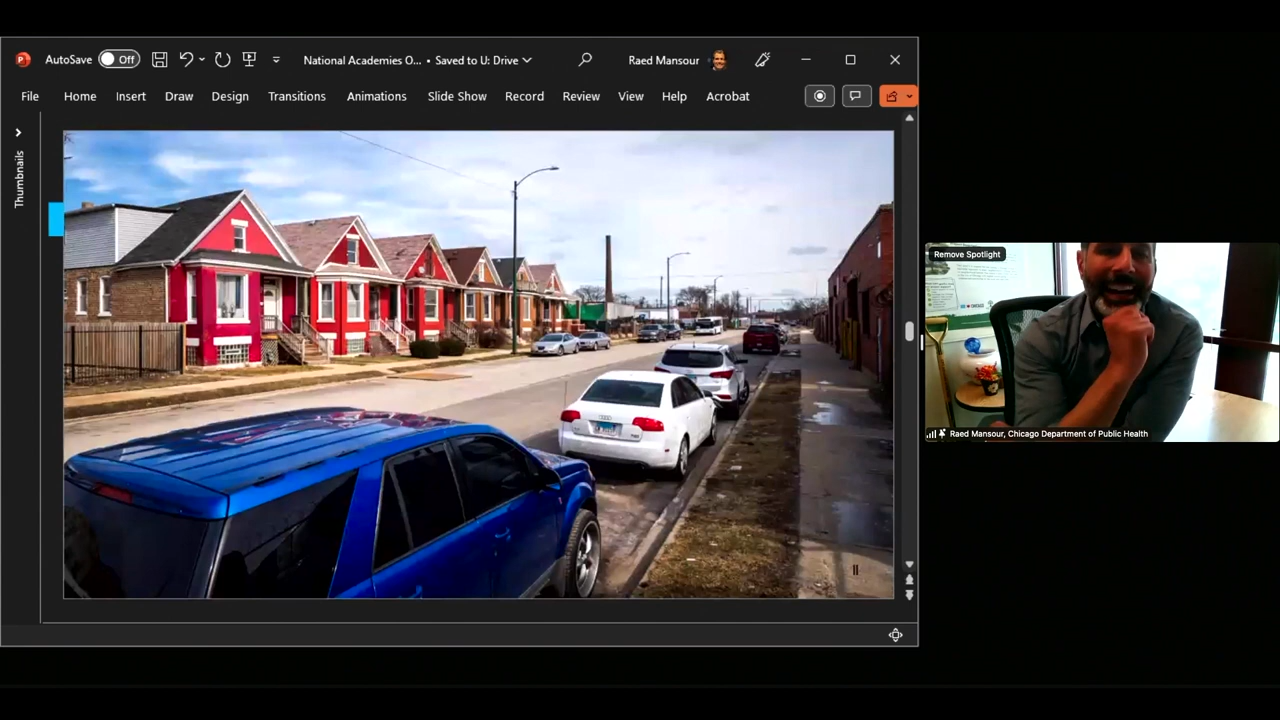 AutoSave Off National Academies O... • Saved to U: Drive Raed Mansour
File Home Insert Draw Design Transitions Animations Slide Show Record Review View Help Acrobat
Thumbnails
Remove Spotlight
Raed Mansour, Chicago Department of Public Health
11